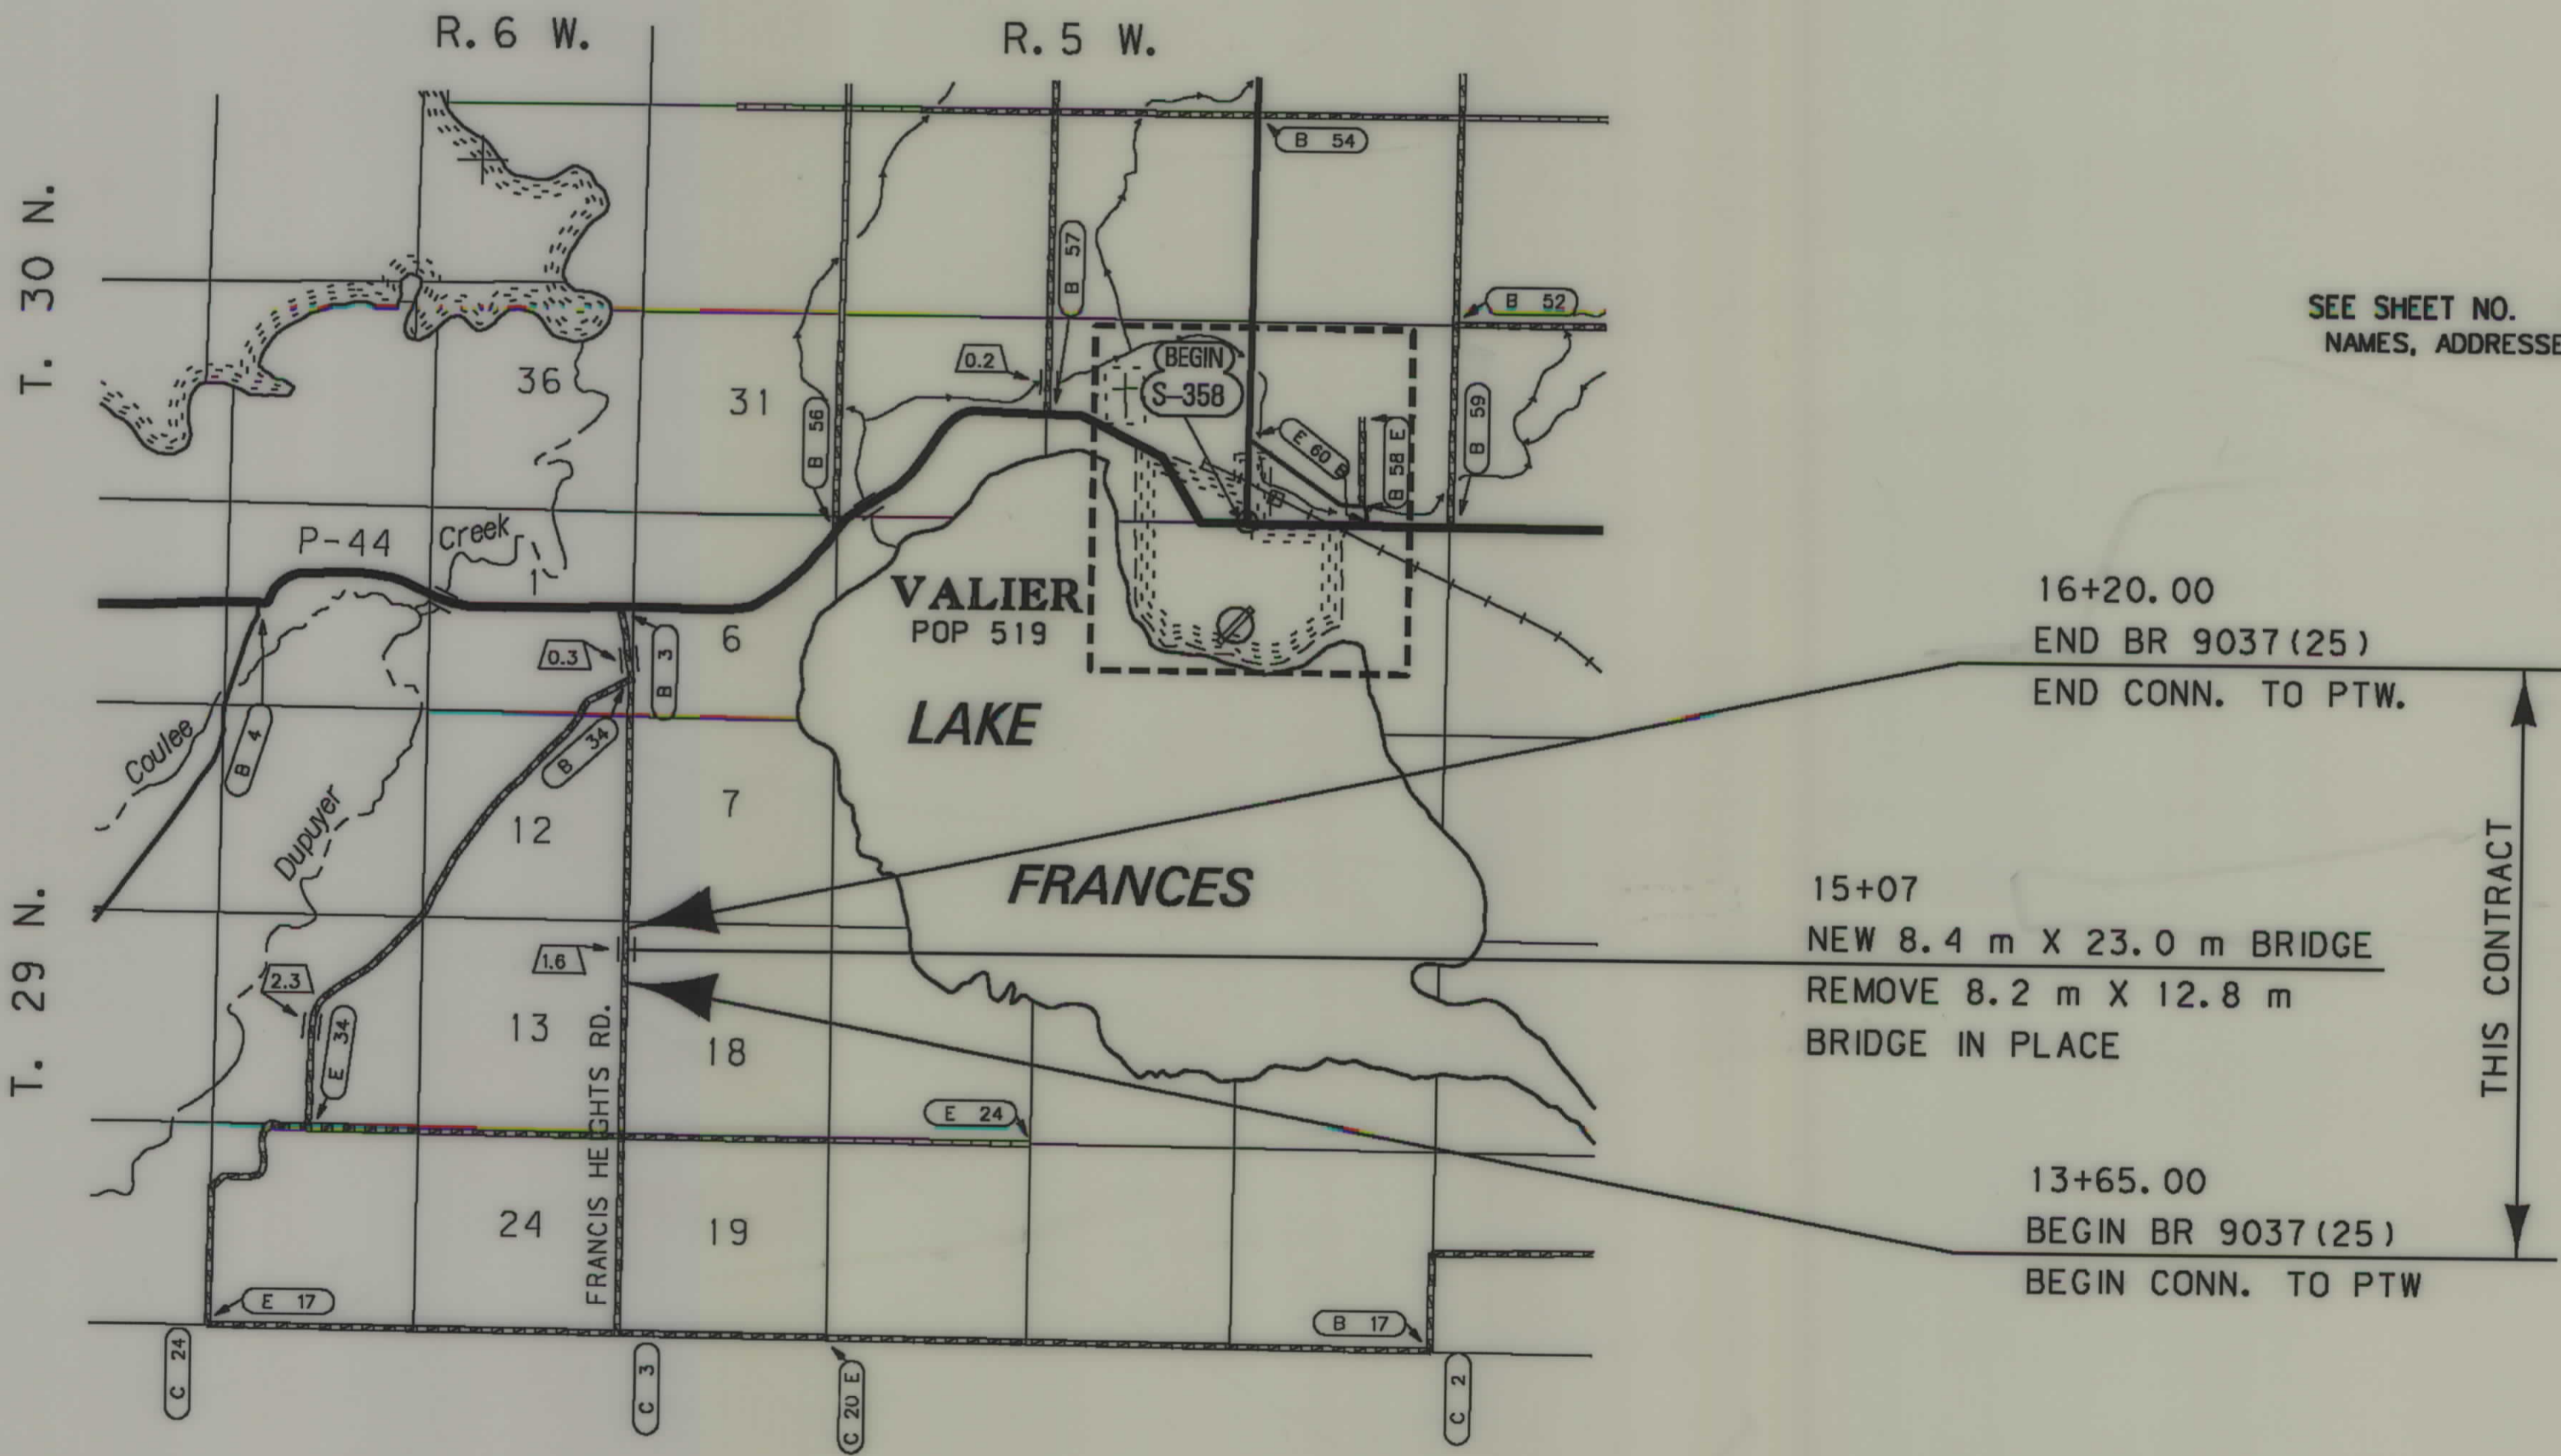 R. 6 W.
R. 5 W.
T. 30 N.
T. 29 N.
B 54
B 57
B 52
SEE SHEET NO.
NAMES, ADDRESSE
0.2
BEGIN
S-358
36
31
B 56
E 60 B
B 58 E
B 59
P-44
Creek
1
VALIER
POP 519
6
0.3
B 3
B 34
B 4
Coulee
Dupuyer
LAKE
FRANCES
12
7
16+20.00
END BR 9037(25)
END CONN. TO PTW.
15+07
NEW 8.4 m X 23.0 m BRIDGE
REMOVE 8.2 m X 12.8 m
BRIDGE IN PLACE
THIS CONTRACT
1.6
2.3
E 34
13
18
FRANCIS HEIGHTS RD.
E 24
24
19
13+65.00
BEGIN BR 9037(25)
BEGIN CONN. TO PTW
E 17
B 17
C 24
C 3
C 20 E
C 2